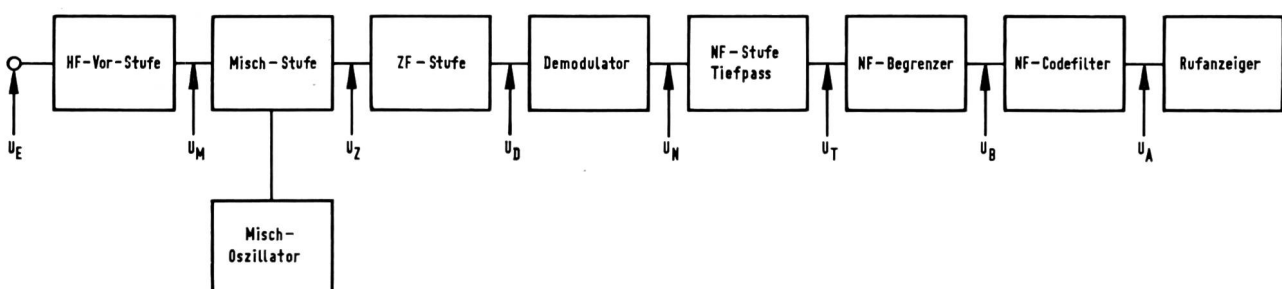 HF-Vor-Stufe
Misch-Stufe
ZF-Stufe
Demodulator
NF-Stufe
Tiefpass
NF-Begrenzer
NF-Codefilter
Rufanzeiger
U_E
U_M
U_Z
U_D
U_N
U_T
U_B
U_A
Misch-
Oszillator